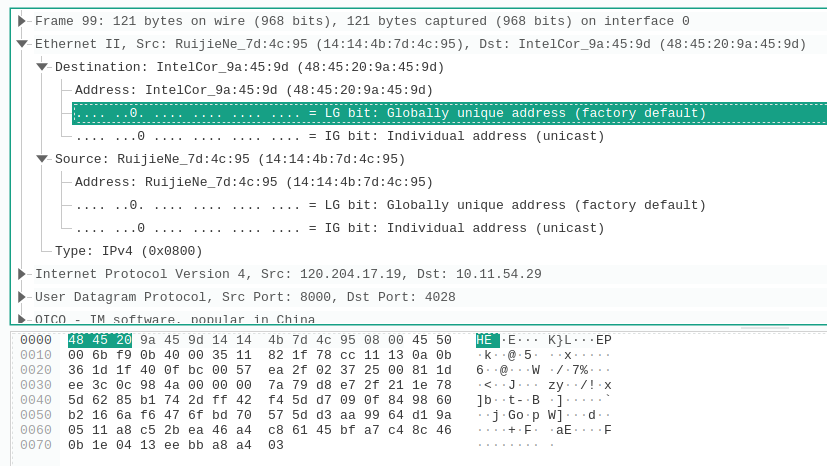 Frame 99: 121 bytes on wire (968 bits), 121 bytes captured (968 bits) on interface 0
Ethernet II, Src: RuijieNe_7d:4c:95 (14:14:4b:7d:4c:95), Dst: IntelCor_9a:45:9d (48:45:20:9a:45:9d)
Destination: IntelCor_9a:45:9d (48:45:20:9a:45:9d)
Address: IntelCor_9a:45:9d (48:45:20:9a:45:9d)
.... ..0. .... .... .... .... = LG bit: Globally unique address (factory default)
.... ...0 .... .... .... .... = IG bit: Individual address (unicast)
Source: RuijieNe_7d:4c:95 (14:14:4b:7d:4c:95)
Address: RuijieNe_7d:4c:95 (14:14:4b:7d:4c:95)
.... ..0. .... .... .... .... = LG bit: Globally unique address (factory default)
.... ...0 .... .... .... .... = IG bit: Individual address (unicast)
Type: IPv4 (0x0800)
Internet Protocol Version 4, Src: 120.204.17.19, Dst: 10.11.54.29
User Datagram Protocol, Src Port: 8000, Dst Port: 4028
OICQ - IM software, popular in China
0000 48 45 20 9a 45 9d 14 14 4b 7d 4c 95 08 00 45 50 HE ·E··· K}L···EP
0010 00 6b f9 0b 40 00 35 11 82 1f 78 cc 11 13 0a 0b ·k··@·5· ··x·····
0020 36 1d 1f 40 0f bc 00 57 ea 2f 02 37 25 00 81 1d 6··@···W ·/·7%···
0030 ee 3c 0c 98 4a 00 00 00 7a 79 d8 e7 2f 21 1e 78 ·<··J··· zy··/!·x
0040 5d 62 85 b1 74 2d ff 42 f4 5d d7 09 0f 84 98 60 ]b··t-·B ·]·····`
0050 b2 16 6a f6 47 6f bd 70 57 5d d3 aa 99 64 d1 9a ··j·Go·p W]···d··
0060 05 11 a8 c5 2b ea 46 a4 c8 61 45 bf a7 c4 8c 46 ····+·F· ·aE····F
0070 0b 1e 04 13 ee bb a8 a4 03 ········ ·